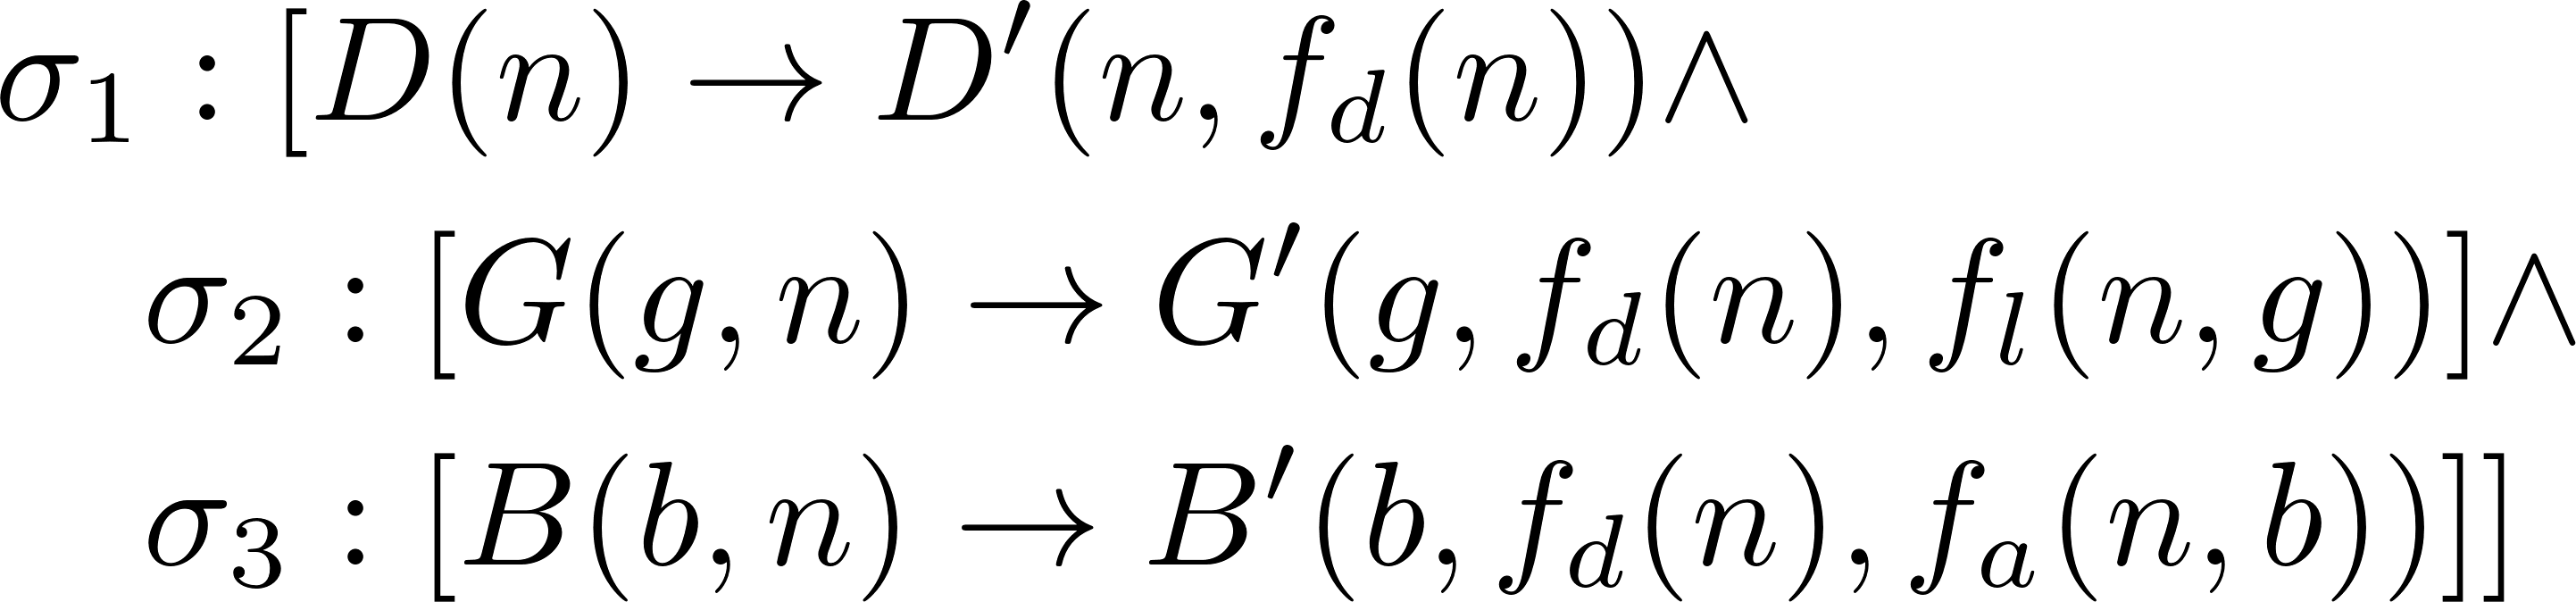 σ₁ : [D(n) → D′(n, f_d(n))∧
σ₂ : [G(g, n) → G′(g, f_d(n), f_l(n, g))]∧
σ₃ : [B(b, n) → B′(b, f_d(n), f_a(n, b))]]